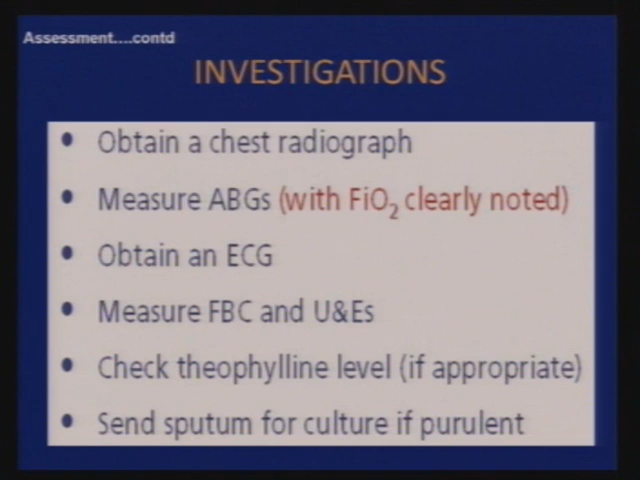 Assessment....contd
INVESTIGATIONS
• Obtain a chest radiograph
• Measure ABGs (with FiO₂ clearly noted)
• Obtain an ECG
• Measure FBC and U&Es
• Check theophylline level (if appropriate)
• Send sputum for culture if purulent